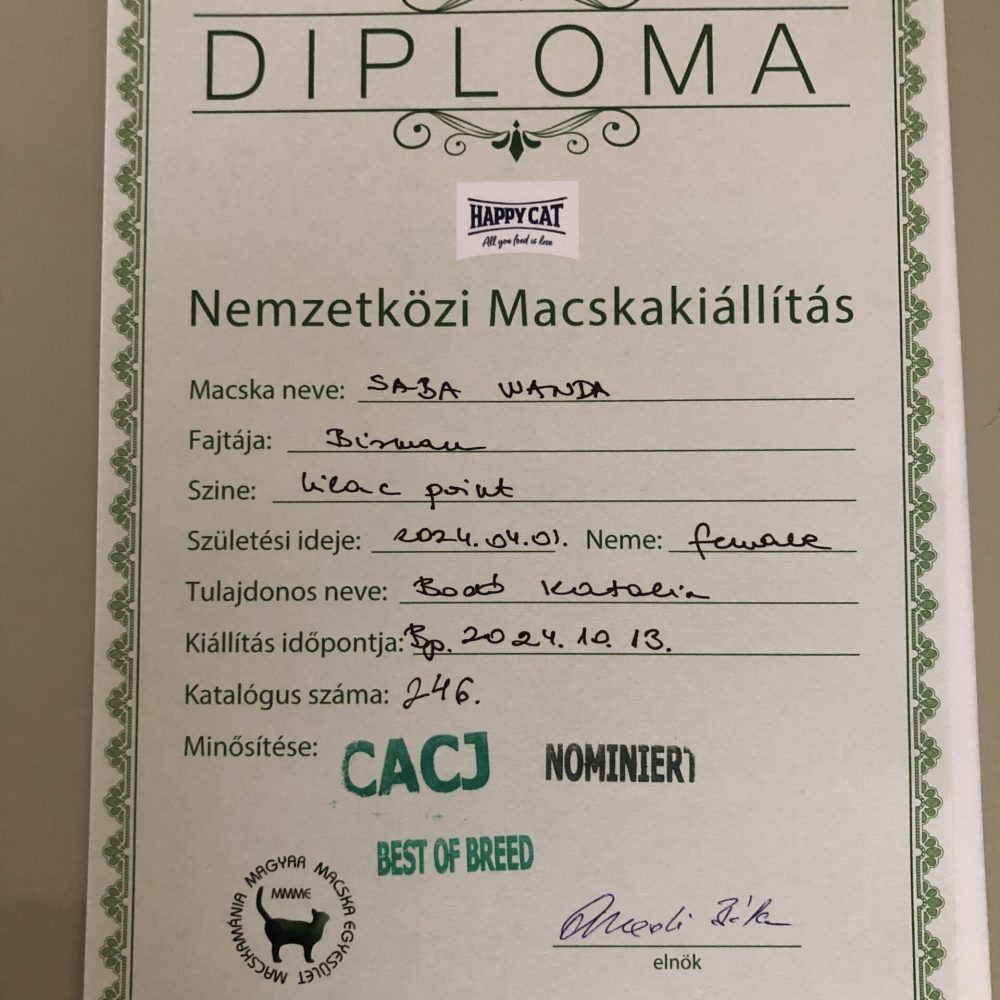 DIPLOMA
HAPPY CAT
All you feed is love
Nemzetközi Macskakiállítás
Macska neve: SABA WANDA
Fajtája: Birman
Szine: lilac point
Születési ideje: 2024.04.01. Neme: female
Tulajdonos neve: Katalin
Kiállítás időpontja: Bp. 2024.10.13.
Katalógus száma: 246.
Minősítése: CACJ NOMINIERT
BEST OF BREED
MACSKAMÁNIA MAGYAR MACSKA EGYESÜLET
MMME
elnök